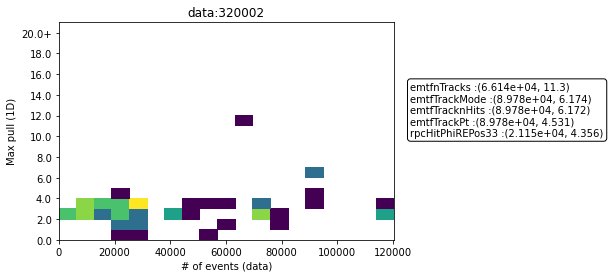 data:320002
20.0+
18.0
16.0
14.0
12.0
10.0
8.0
6.0
4.0
2.0
0.0
Max pull (1D)
0
20000
40000
60000
80000
100000
120000
# of events (data)
emtfnTracks :(6.614e+04, 11.3)
emtfTrackMode :(8.978e+04, 6.174)
emtfTracknHits :(8.978e+04, 6.172)
emtfTrackPt :(8.978e+04, 4.531)
rpcHitPhiREPos33 :(2.115e+04, 4.356)